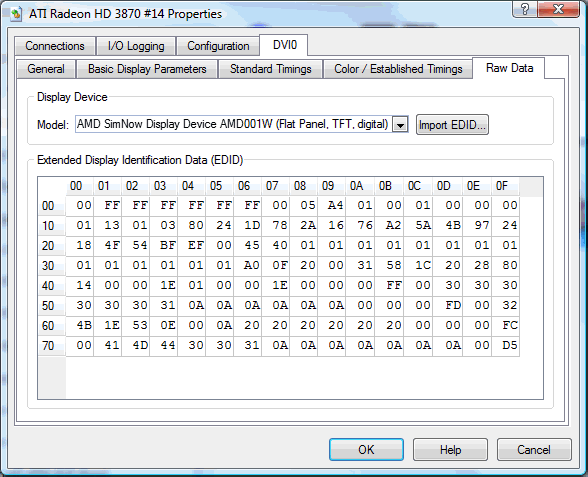 ATI Radeon HD 3870 #14 Properties
Connections I/O Logging Configuration DVI0
General Basic Display Parameters Standard Timings Color / Established Timings Raw Data
Display Device
Model: AMD SimNow Display Device AMD001W (Flat Panel, TFT, digital) Import EDID...
Extended Display Identification Data (EDID)
00 01 02 03 04 05 06 07 08 09 0A 0B 0C 0D 0E 0F
00 00 FF FF FF FF FF FF 00 05 A4 01 00 01 00 00 00
10 01 13 01 03 80 24 1D 78 2A 16 76 A2 5A 4B 97 24
20 18 4F 54 BF EF 00 45 40 01 01 01 01 01 01 01 01
30 01 01 01 01 01 01 A0 0F 20 00 31 58 1C 20 28 80
40 14 00 00 1E 01 00 00 1E 00 00 00 FF 00 30 30 30
50 30 30 30 31 0A 0A 0A 0A 0A 0A 00 00 00 FD 00 32
60 4B 1E 53 0E 00 0A 20 20 20 20 20 20 00 00 00 FC
70 00 41 4D 44 30 30 31 0A 0A 0A 0A 0A 0A 0A 00 D5
OK Help Cancel